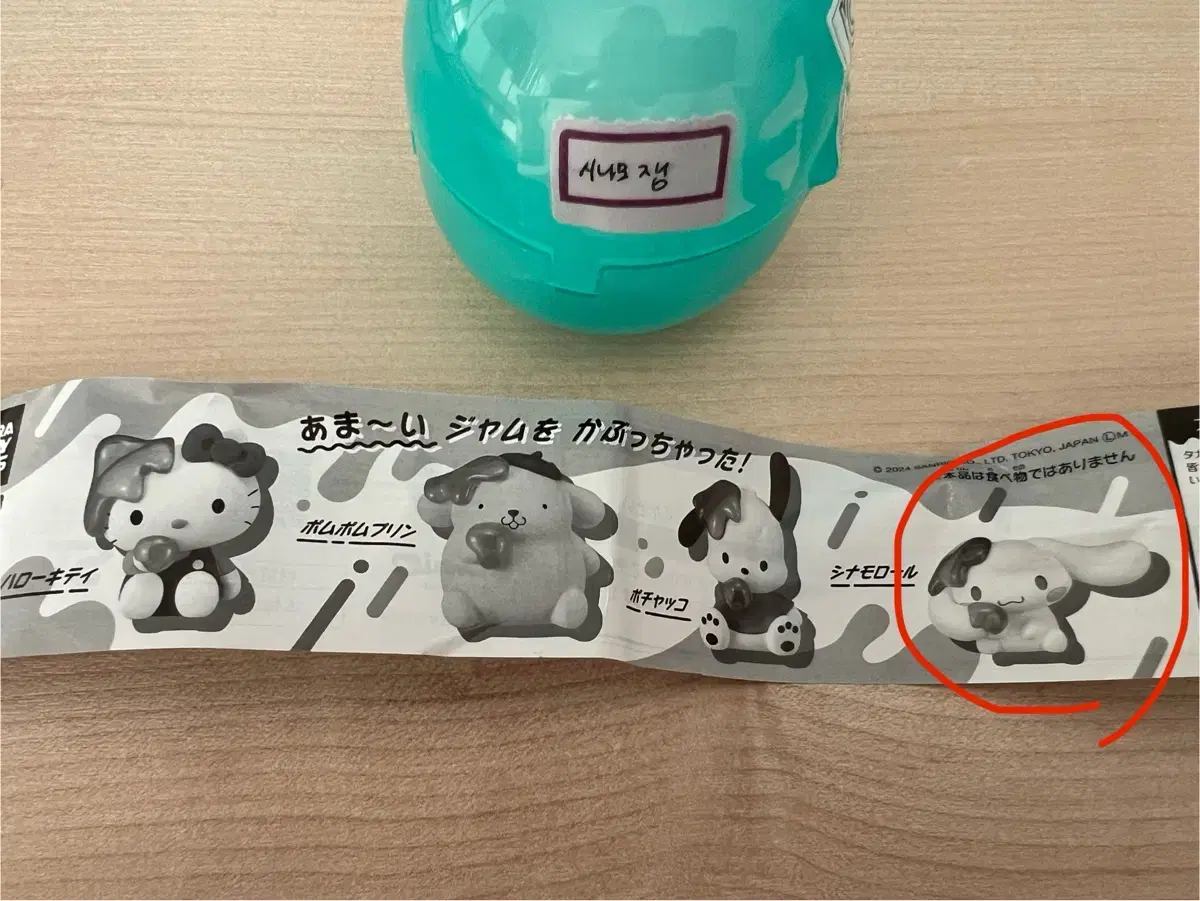 시나모 잼
あま～い ジャムを かぶっちゃった!
© 2024 SANRIO CO., LTD. TOKYO, JAPAN Ⓛ M
本品は食べ物ではありません
ハローキティ
ポムポムプリン
ポチャッコ
シナモロール